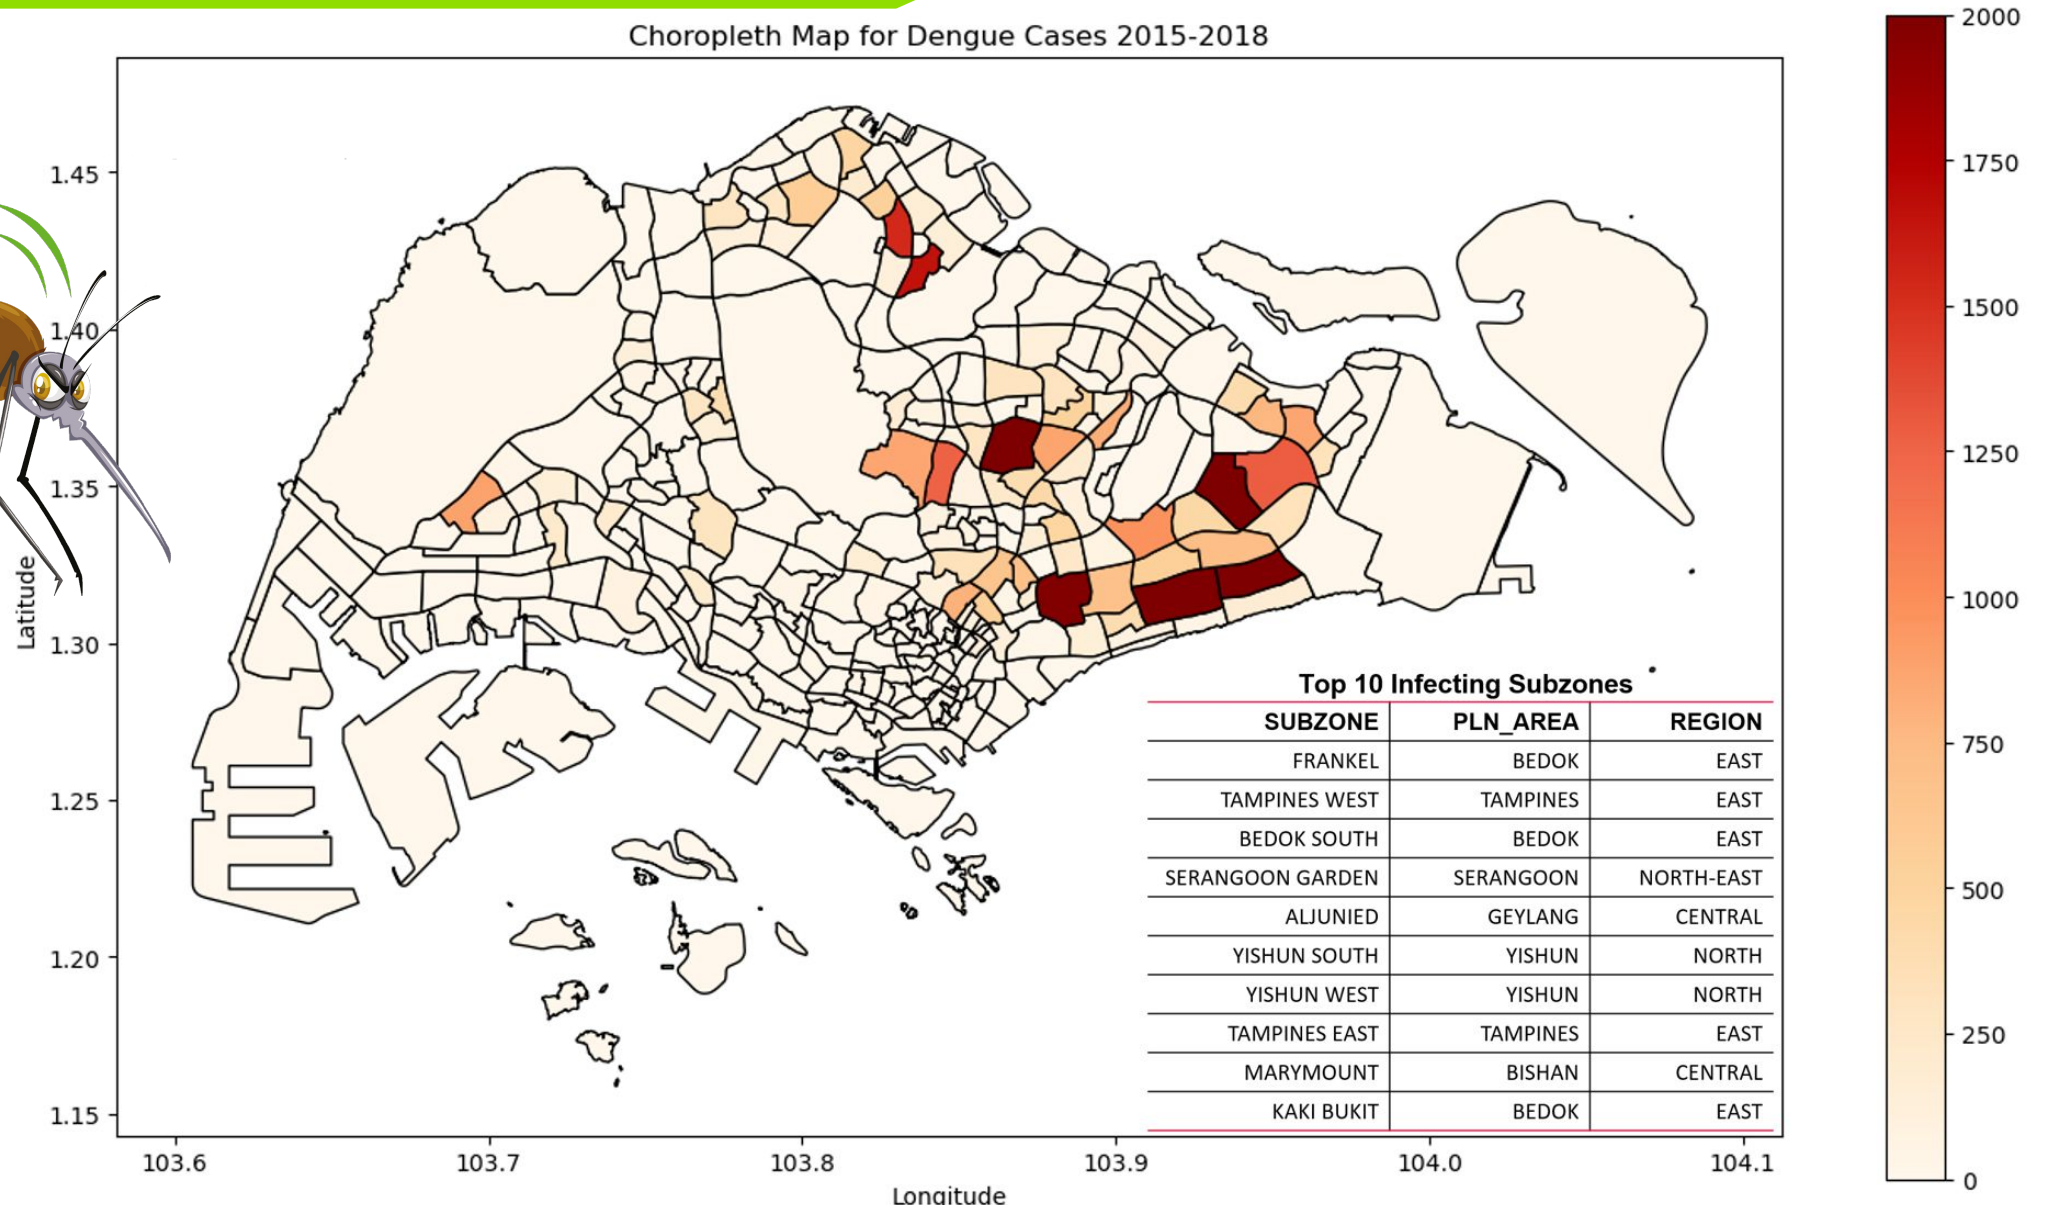 Choropleth Map for Dengue Cases 2015-2018
2000
1750
1500
1250
1000
750
500
250
0
1.45
1.40
1.35
1.30
1.25
1.20
1.15
Latitude
103.6 103.7 103.8 103.9 104.0 104.1
Longitude
Top 10 Infecting Subzones
SUBZONE PLN_AREA REGION
FRANKEL BEDOK EAST
TAMPINES WEST TAMPINES EAST
BEDOK SOUTH BEDOK EAST
SERANGOON GARDEN SERANGOON NORTH-EAST
ALJUNIED GEYLANG CENTRAL
YISHUN SOUTH YISHUN NORTH
YISHUN WEST YISHUN NORTH
TAMPINES EAST TAMPINES EAST
MARYMOUNT BISHAN CENTRAL
KAKI BUKIT BEDOK EAST